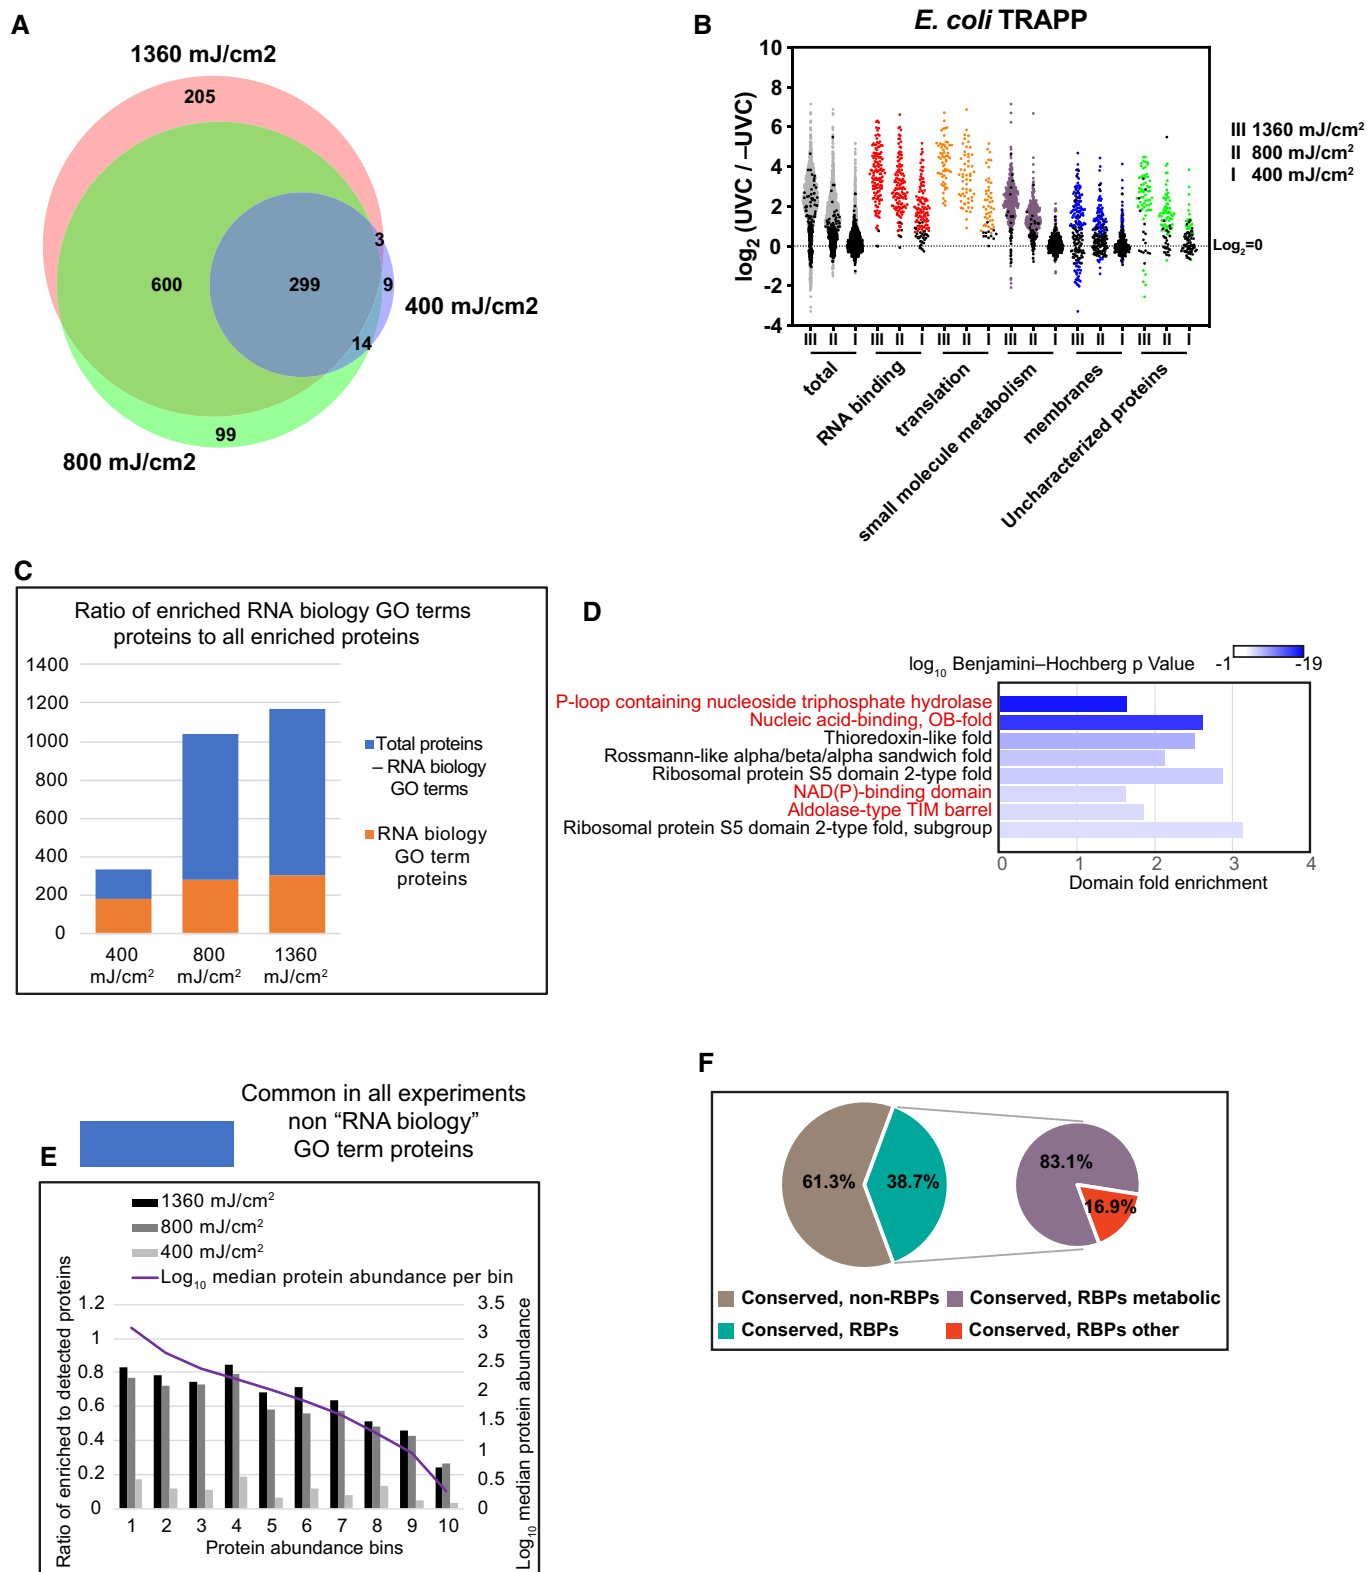 A
1360 mJ/cm2
205
600
299
3
9
14
99
400 mJ/cm2
800 mJ/cm2
B
E. coli TRAPP
log2 (UVC / –UVC)
10
8
6
4
2
0
-2
-4
III 1360 mJ/cm²
II 800 mJ/cm²
I 400 mJ/cm²
Log2=0
III II I III II I III II I III II I III II I III II I
total
RNA binding
translation
small molecule metabolism
membranes
Uncharacterized proteins
C
Ratio of enriched RNA biology GO terms
proteins to all enriched proteins
1400
1200
1000
800
600
400
200
0
400 800 1360
mJ/cm² mJ/cm² mJ/cm²
Total proteins
– RNA biology
GO terms
RNA biology
GO term
proteins
D
log10 Benjamini–Hochberg p Value
-1 -19
P-loop containing nucleoside triphosphate hydrolase
Nucleic acid-binding, OB-fold
Thioredoxin-like fold
Rossmann-like alpha/beta/alpha sandwich fold
Ribosomal protein S5 domain 2-type fold
NAD(P)-binding domain
Aldolase-type TIM barrel
Ribosomal protein S5 domain 2-type fold, subgroup
0 1 2 3 4
Domain fold enrichment
Common in all experiments
non “RNA biology”
GO term proteins
E
1360 mJ/cm²
800 mJ/cm²
400 mJ/cm²
Log10 median protein abundance per bin
Ratio of enriched to detected proteins
1.2
1
0.8
0.6
0.4
0.2
0
3.5
3
2.5
2
1.5
1
0.5
0
Log10 median protein abundance
1 2 3 4 5 6 7 8 9 10
Protein abundance bins
F
61.3%
38.7%
83.1%
16.9%
Conserved, non-RBPs
Conserved, RBPs metabolic
Conserved, RBPs
Conserved, RBPs other